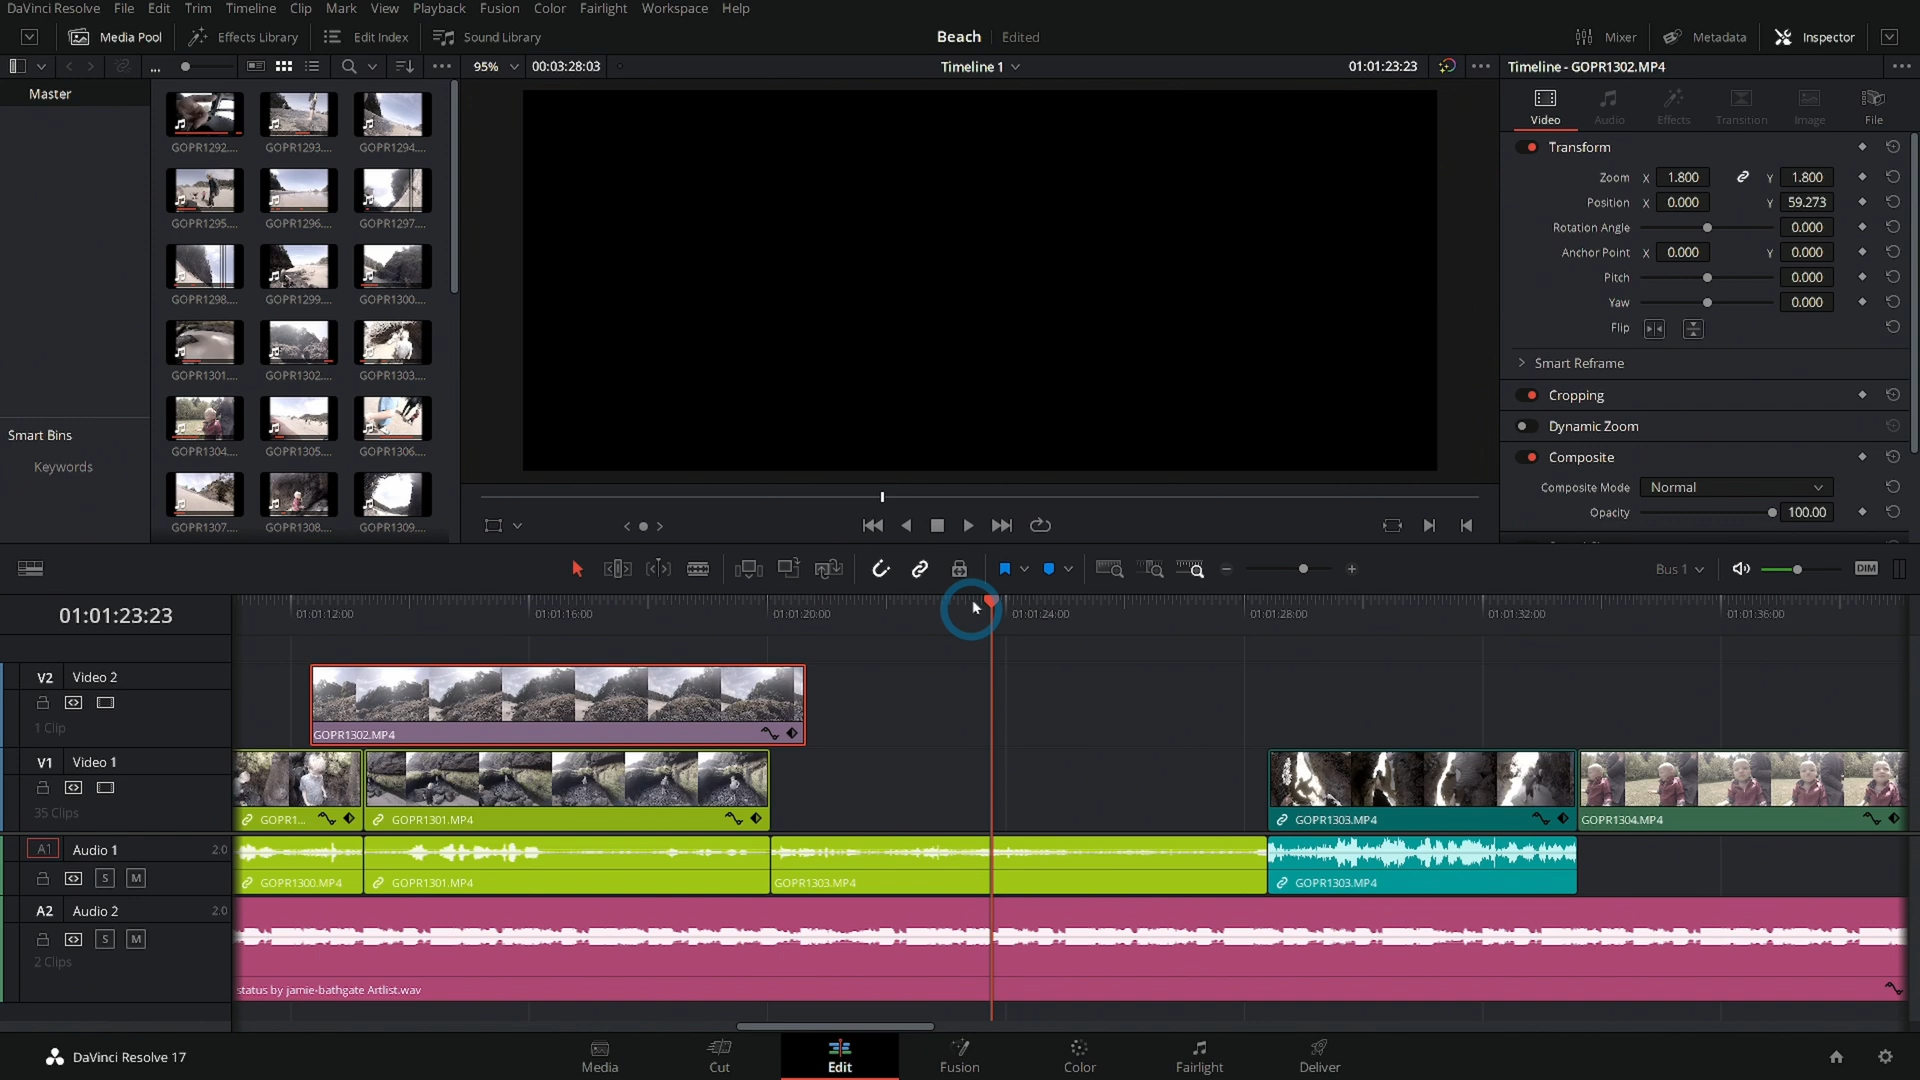 DaVinci Resolve File Edit Trim Timeline Clip Mark View Playback Fusion Color Fairlight Workspace Help
Media Pool Effects Library Edit Index Sound Library Beach Edited Mixer Metadata Inspector
... 95% 00:03:28:03 Timeline 1 01:01:23:23 Timeline - GOPR1302.MP4
Master
GOPR1292.... GOPR1293.... GOPR1294....
GOPR1295.... GOPR1296.... GOPR1297....
GOPR1298.... GOPR1299.... GOPR1300....
GOPR1301.... GOPR1302.... GOPR1303....
GOPR1304.... GOPR1305.... GOPR1306....
GOPR1307.... GOPR1308.... GOPR1309....
Smart Bins
Keywords
Video Audio Effects Transition Image File
Transform
Zoom X 1.800 Y 1.800
Position X 0.000 Y 59.273
Rotation Angle 0.000
Anchor Point X 0.000 Y 0.000
Pitch 0.000
Yaw 0.000
Flip
Smart Reframe
Cropping
Dynamic Zoom
Composite
Composite Mode Normal
Opacity 100.00
Bus 1 DIM
01:01:23:23
01:01:12:00 01:01:16:00 01:01:20:00 01:01:24:00 01:01:28:00 01:01:32:00 01:01:36:00
V2 Video 2
1 Clip
GOPR1302.MP4
V1 Video 1
35 Clips
GOPR1... GOPR1301.MP4 GOPR1303.MP4 GOPR1304.MP4
A1 Audio 1 2.0
S M
GOPR1300.MP4 GOPR1301.MP4 GOPR1303.MP4 GOPR1303.MP4
A2 Audio 2 2.0
S M
2 Clips
status by jamie-bathgate Artlist.wav
DaVinci Resolve 17
Media Cut Edit Fusion Color Fairlight Deliver